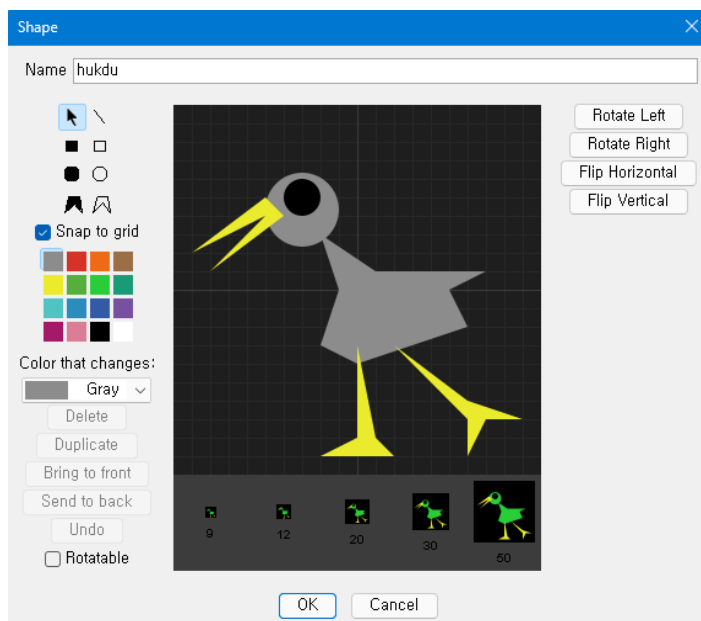 Shape
Name hukdu
Rotate Left
Rotate Right
Flip Horizontal
Flip Vertical
Snap to grid
Color that changes:
Gray
Delete
Duplicate
Bring to front
Send to back
Undo
Rotatable
9 12 20 30 50
OK Cancel